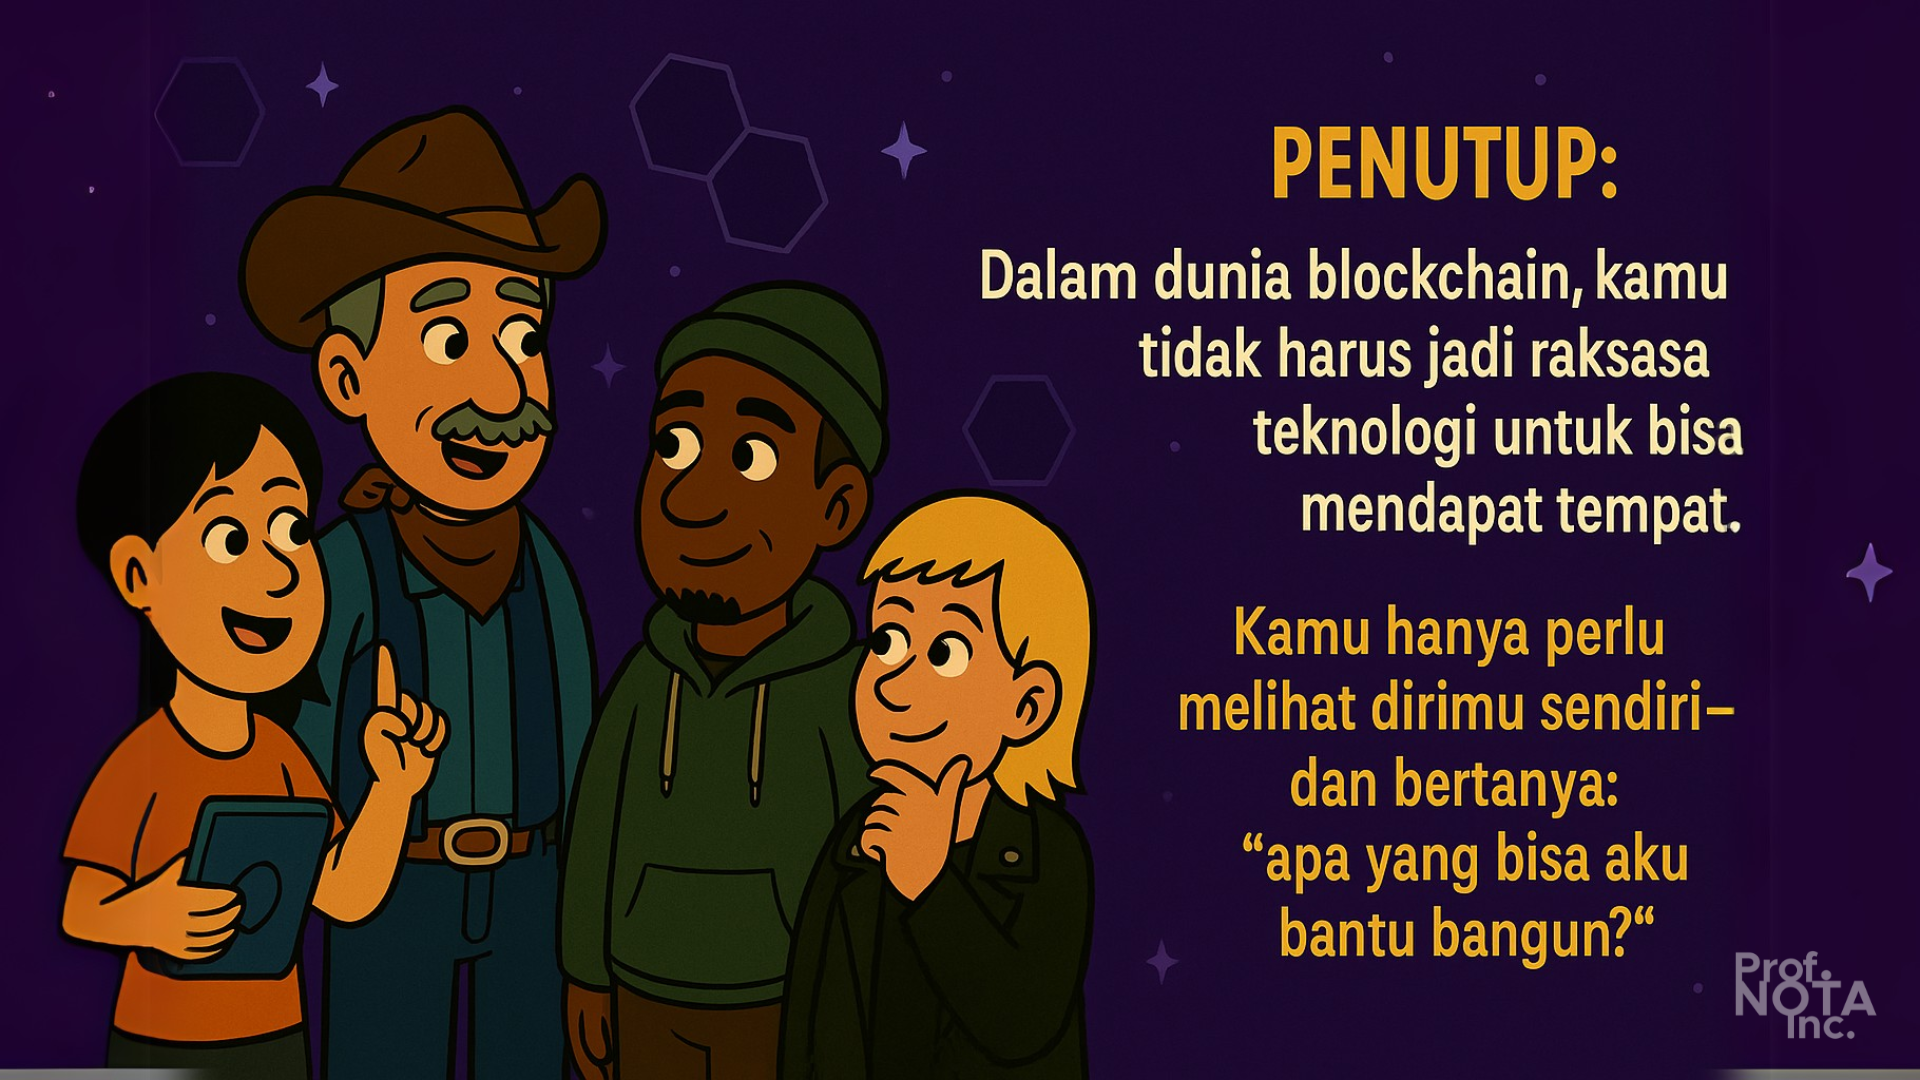 PENUTUP:
Dalam dunia blockchain, kamu
tidak harus jadi raksasa
teknologi untuk bisa
mendapat tempat.
Kamu hanya perlu
melihat dirimu sendiri–
dan bertanya:
“apa yang bisa aku
bantu bangun?“
Prof.
NOTA
Inc.